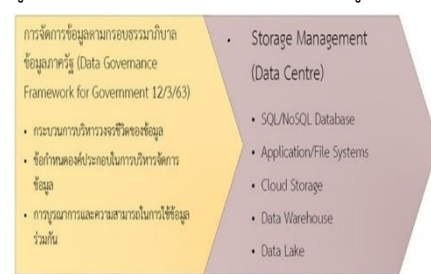 การจัดการข้อมูลตามกรอบธรรมาภิบาล
ข้อมูลภาครัฐ (Data Governance
Framework for Government 12/3/63)
• กระบวนการบริหารวงจรชีวิตของข้อมูล
• ข้อกำหนดองค์ประกอบในการบริหารจัดการ
ข้อมูล
• การบูรณาการและความสามารถในการใช้ข้อมูล
ร่วมกัน
• Storage Management
(Data Centre)
• SQL/NoSQL Database
• Application/File Systems
• Cloud Storage
• Data Warehouse
• Data Lake